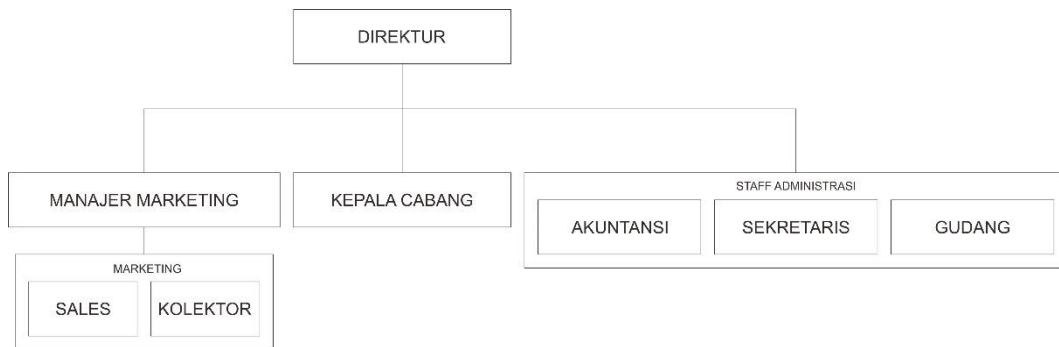 DIREKTUR
MANAJER MARKETING
KEPALA CABANG
STAFF ADMINISTRASI
AKUNTANSI
SEKRETARIS
GUDANG
MARKETING
SALES
KOLEKTOR